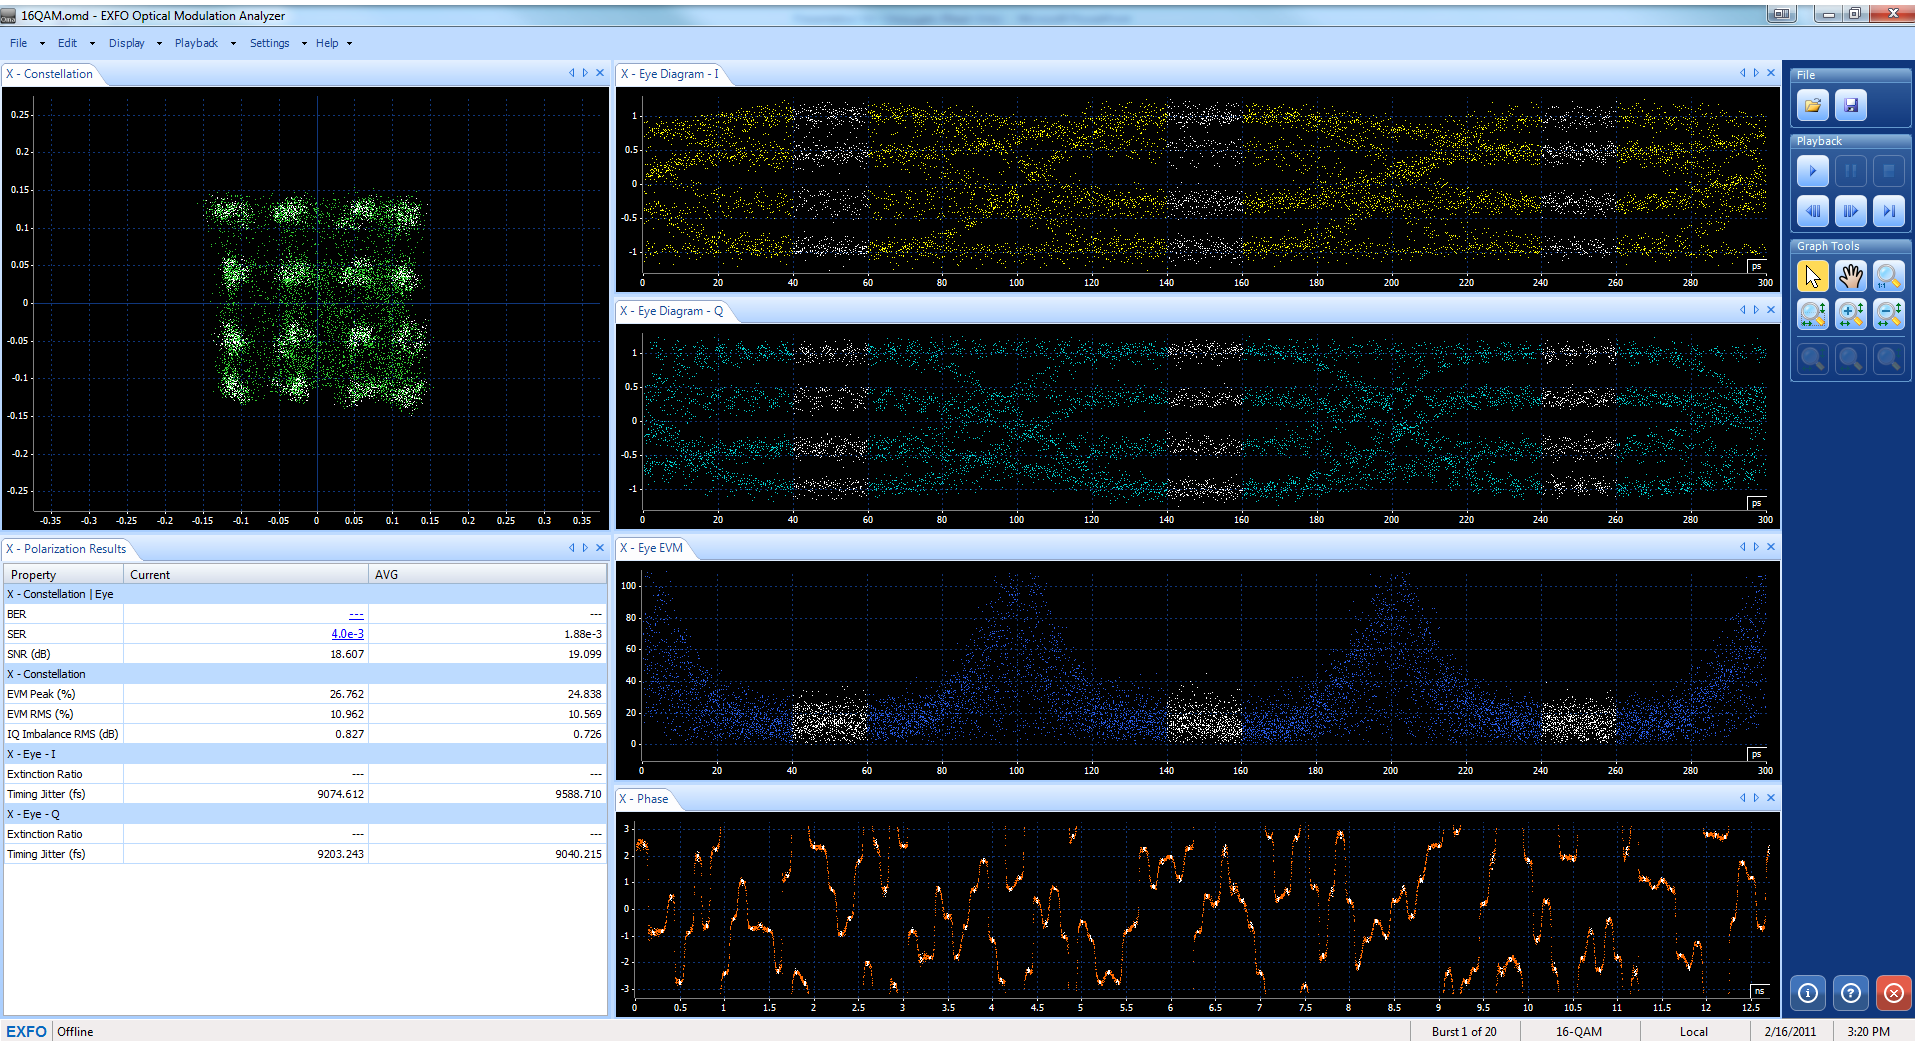 16QAM.omd - EXFO Optical Modulation Analyzer
File Edit Display Playback Settings Help
X - Constellation
0.25
0.2
0.15
0.1
0.05
0
-0.05
-0.1
-0.15
-0.2
-0.25
-0.35 -0.3 -0.25 -0.2 -0.15 -0.1 -0.05 0 0.05 0.1 0.15 0.2 0.25 0.3 0.35
X - Polarization Results
Property Current AVG
X - Constellation | Eye
BER --- ---
SER 4.0e-3 1.88e-3
SNR (dB) 18.607 19.099
X - Constellation
EVM Peak (%) 26.762 24.838
EVM RMS (%) 10.962 10.569
IQ Imbalance RMS (dB) 0.827 0.726
X - Eye - I
Extinction Ratio --- ---
Timing Jitter (fs) 9074.612 9588.710
X - Eye - Q
Extinction Ratio --- ---
Timing Jitter (fs) 9203.243 9040.215
X - Eye Diagram - I
1
0.5
0
-0.5
-1
ps
0 20 40 60 80 100 120 140 160 180 200 220 240 260 280 300
X - Eye Diagram - Q
1
0.5
0
-0.5
-1
ps
0 20 40 60 80 100 120 140 160 180 200 220 240 260 280 300
X - Eye EVM
100
80
60
40
20
0
ps
0 20 40 60 80 100 120 140 160 180 200 220 240 260 280 300
X - Phase
3
2
1
0
-1
-2
-3
ns
0 0.5 1 1.5 2 2.5 3 3.5 4 4.5 5 5.5 6 6.5 7 7.5 8 8.5 9 9.5 10 10.5 11 11.5 12 12.5
File
Playback
Graph Tools
1:1
EXFO Offline Burst 1 of 20 16-QAM Local 2/16/2011 3:20 PM